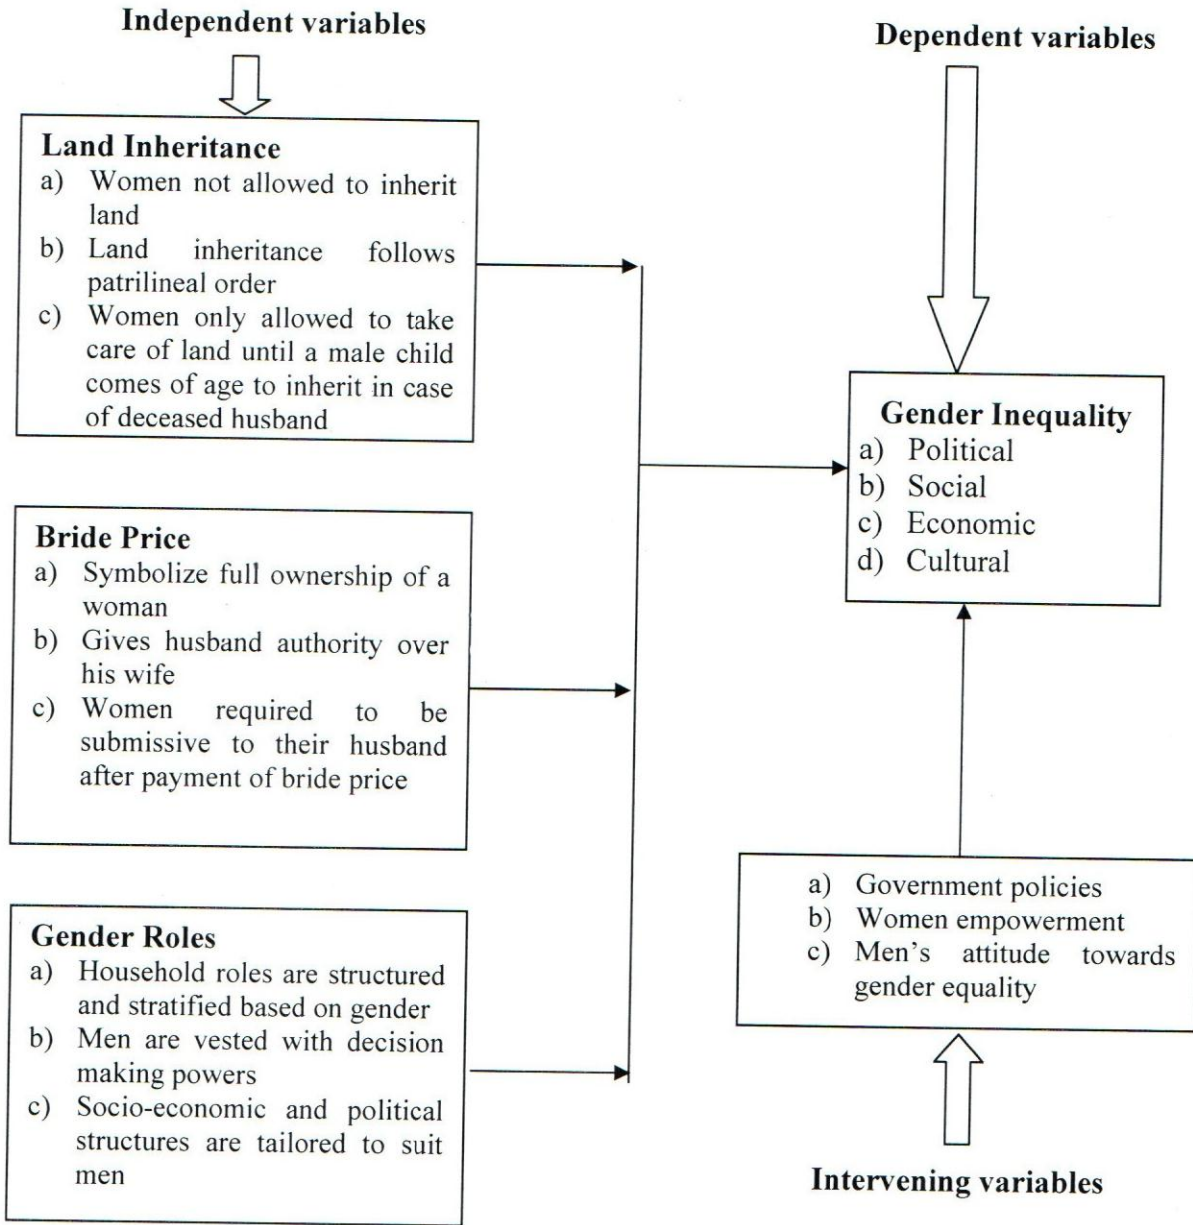 Independent variables
Dependent variables
Land Inheritance
a) Women not allowed to inherit
land
b) Land inheritance follows
patrilineal order
c) Women only allowed to take
care of land until a male child
comes of age to inherit in case
of deceased husband
Bride Price
a) Symbolize full ownership of a
woman
b) Gives husband authority over
his wife
c) Women required to be
submissive to their husband
after payment of bride price
Gender Roles
a) Household roles are structured
and stratified based on gender
b) Men are vested with decision
making powers
c) Socio-economic and political
structures are tailored to suit
men
Gender Inequality
a) Political
b) Social
c) Economic
d) Cultural
a) Government policies
b) Women empowerment
c) Men's attitude towards
gender equality
Intervening variables